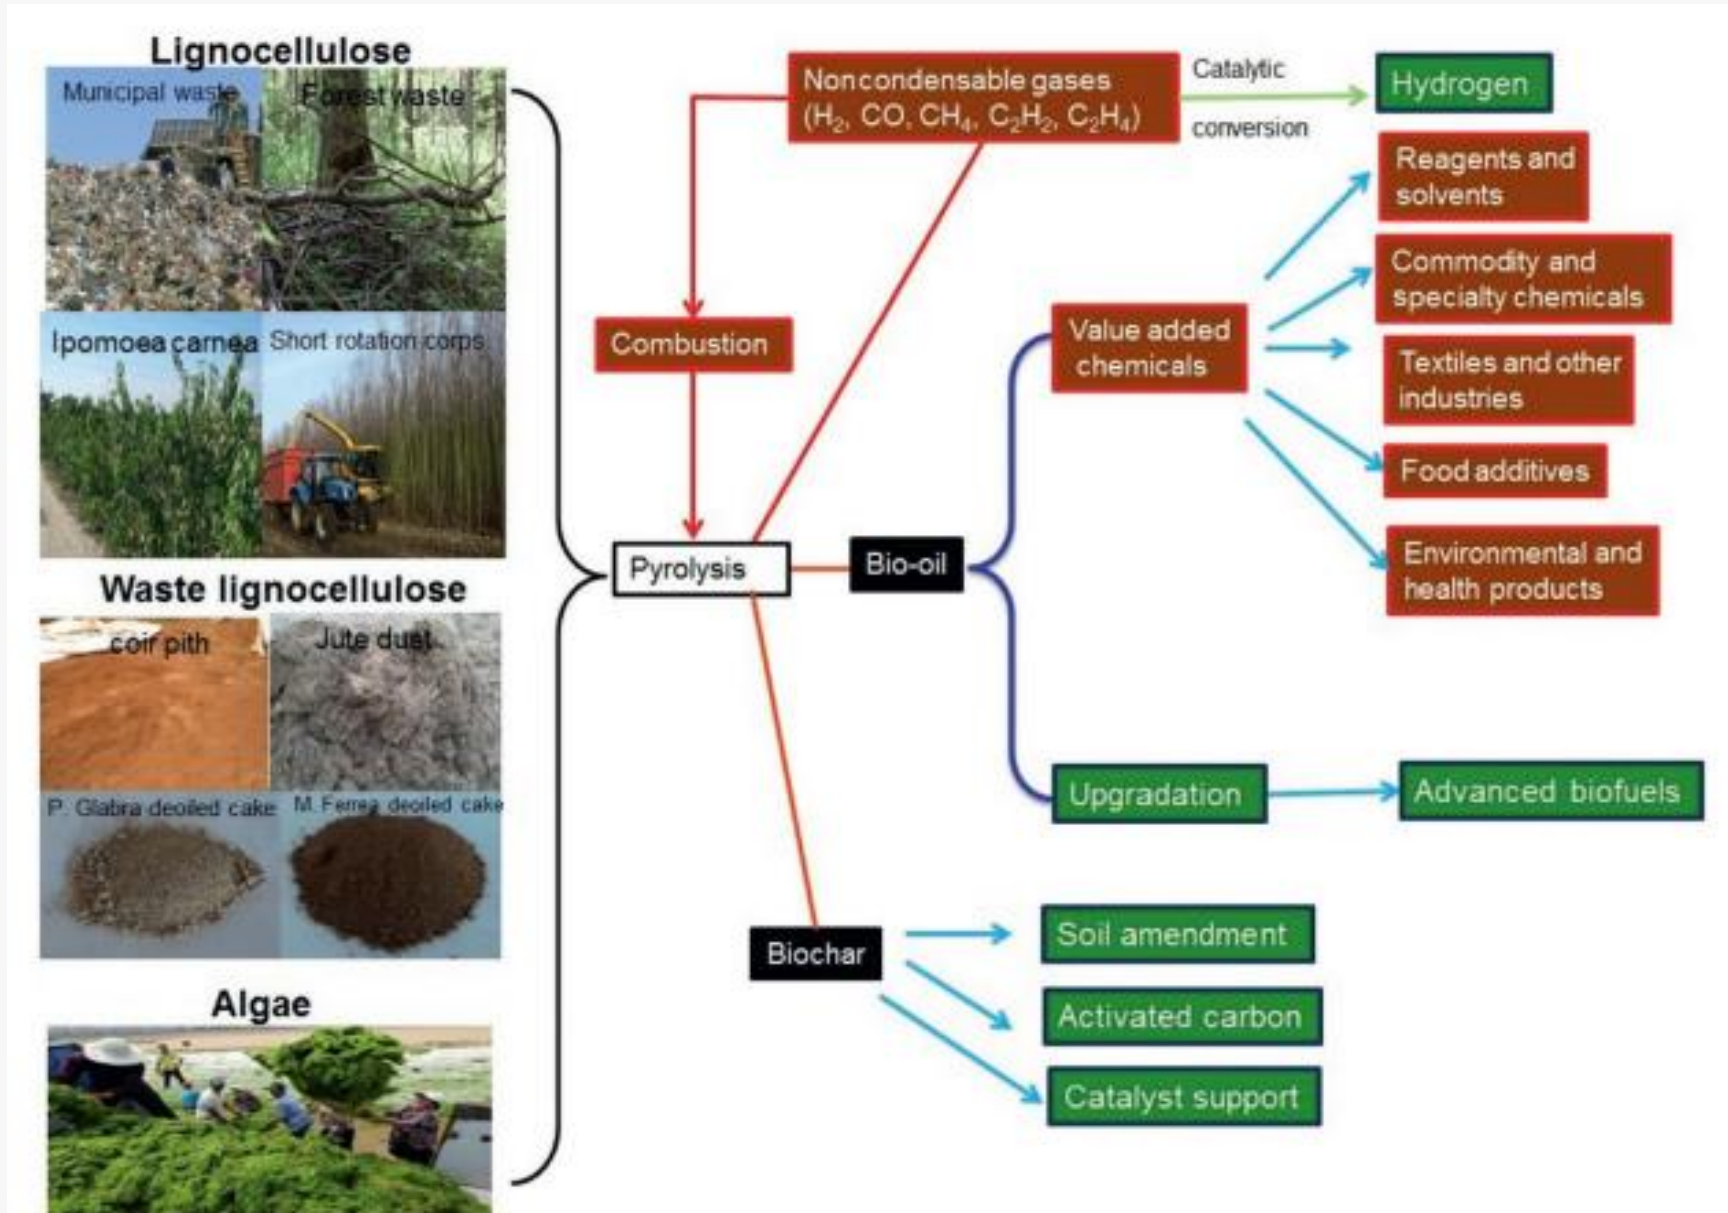 Lignocellulose
Municipal waste
Forest waste
Ipomoea carnea
Short rotation corps
Waste lignocellulose
coir pith
Jute dust
P. Glabra deoiled cake
M. Ferrea deoiled cake
Algae
Noncondensable gases
(H₂, CO, CH₄, C₂H₂, C₂H₄)
Catalytic
conversion
Hydrogen
Combustion
Pyrolysis
Bio-oil
Value added
chemicals
Reagents and
solvents
Commodity and
specialty chemicals
Textiles and other
industries
Food additives
Environmental and
health products
Upgradation
Advanced biofuels
Biochar
Soil amendment
Activated carbon
Catalyst support